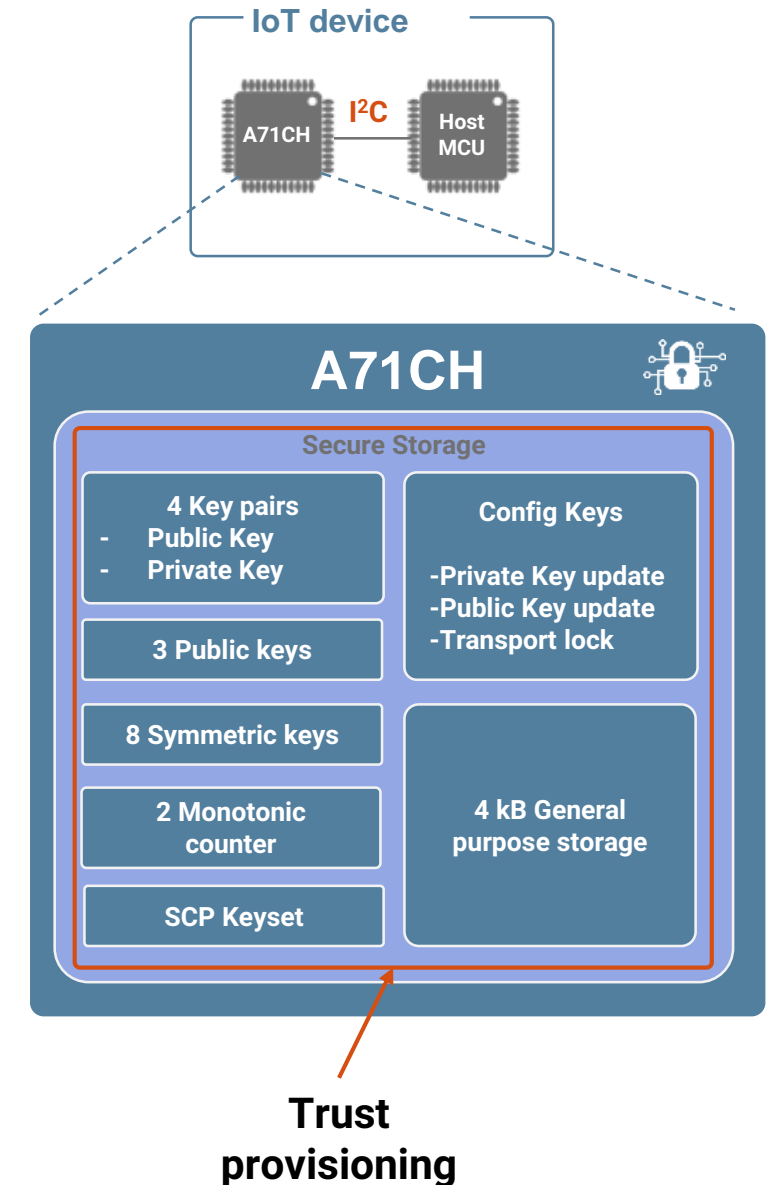 IoT device
A71CH
I²C
Host
MCU
A71CH
Secure Storage
4 Key pairs
- Public Key
- Private Key
3 Public keys
8 Symmetric keys
2 Monotonic
counter
SCP Keyset
Config Keys
-Private Key update
-Public Key update
-Transport lock
4 kB General
purpose storage
Trust
provisioning